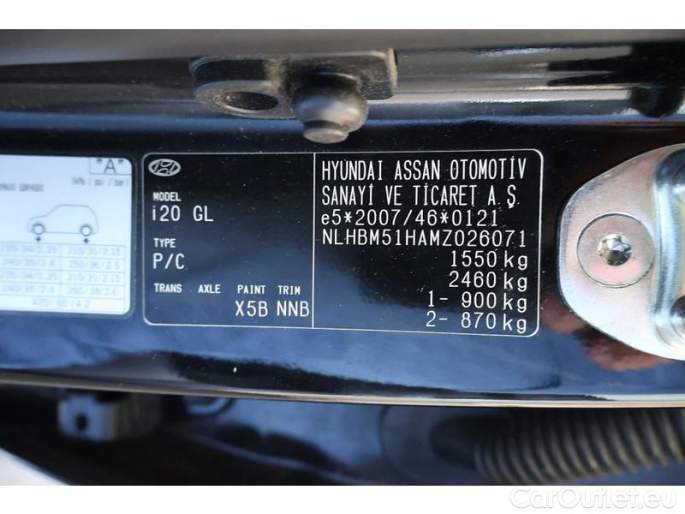 "A"
MODEL
i20 GL
TYPE
P/C
TRANS AXLE PAINT TRIM
X5B NNB
HYUNDAI ASSAN OTOMOTİV
SANAYİ VE TİCARET A.Ş
e5*2007/46*0121
NLHBM51HAMZ026071
1550 kg
2460 kg
1- 900 kg
2- 870 kg
CarOutlet.eu